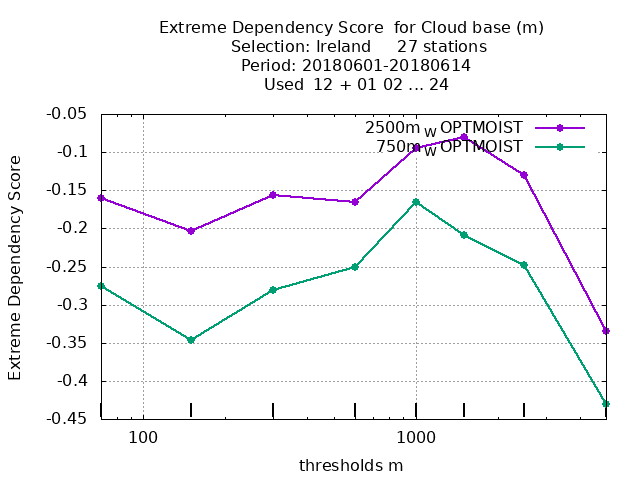 Extreme Dependency Score  for Cloud base (m)
Selection: Ireland     27 stations
Period: 20180601-20180614
Used  12 + 01 02 ... 24
2500m W OPTMOIST
750m W OPTMOIST
Extreme Dependency Score
-0.05
-0.1
-0.15
-0.2
-0.25
-0.3
-0.35
-0.4
-0.45
100
1000
thresholds m